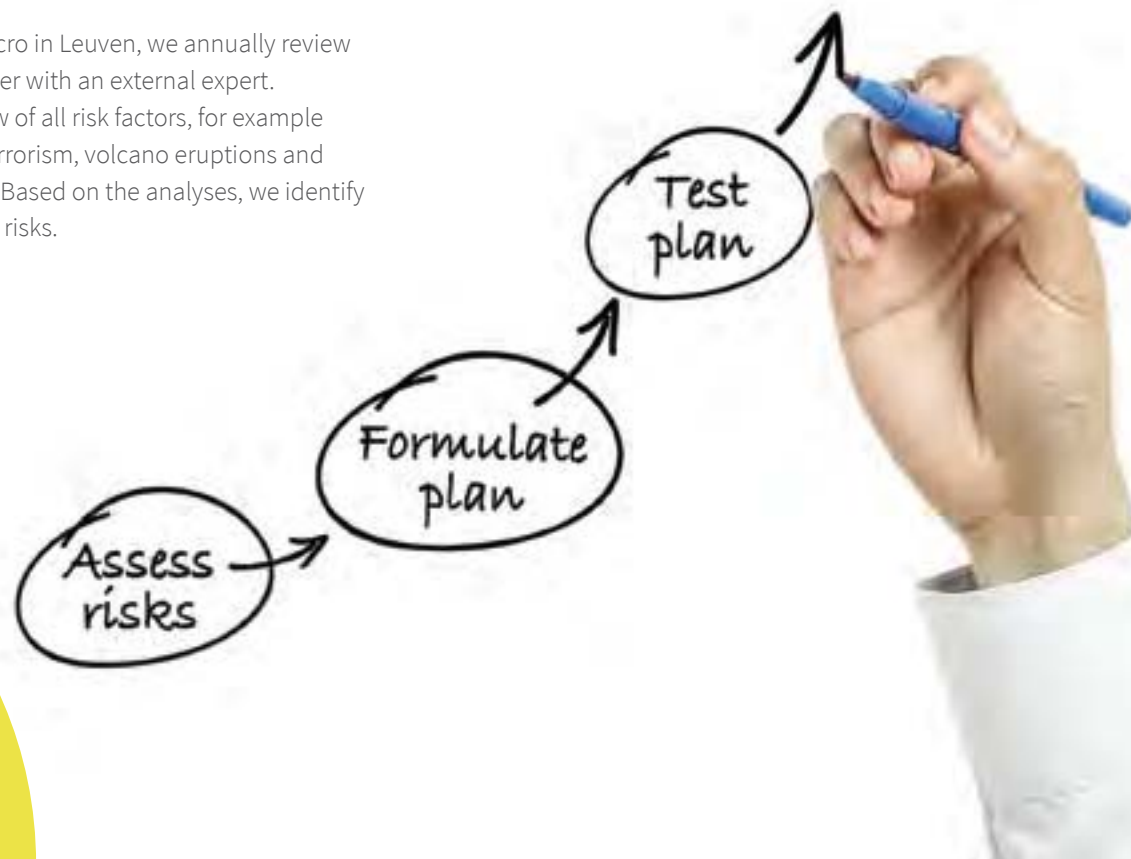 cro in Leuven, we annually review
er with an external expert.
w of all risk factors, for example
rrorism, volcano eruptions and
Based on the analyses, we identify
risks.
Test
plan
Formulate
plan
Assess
risks